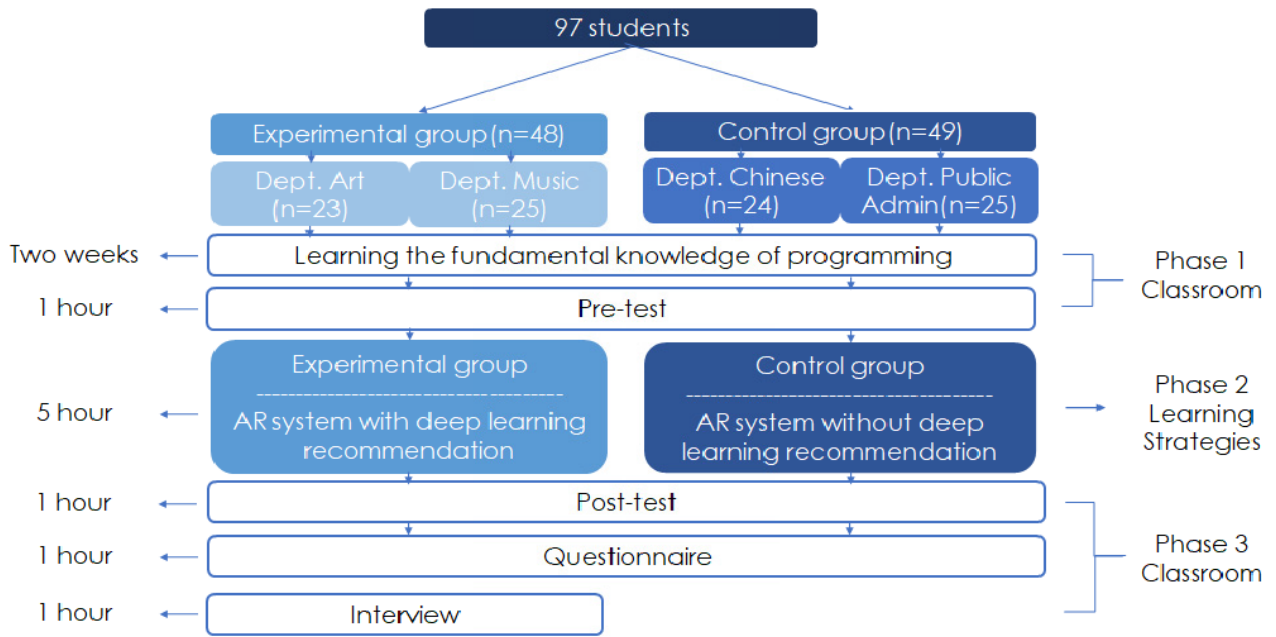 97 students
Experimental group(n=48)
Control group(n=49)
Dept. Art
(n=23)
Dept. Music
(n=25)
Dept. Chinese
(n=24)
Dept. Public
Admin(n=25)
Two weeks
Learning the fundamental knowledge of programming
Phase 1
Classroom
1 hour
Pre-test
5 hour
Experimental group
---------------------------------------
AR system with deep learning
recommendation
Control group
---------------------------------------
AR system without deep
learning recommendation
Phase 2
Learning
Strategies
1 hour
Post-test
1 hour
Questionnaire
Phase 3
Classroom
1 hour
Interview